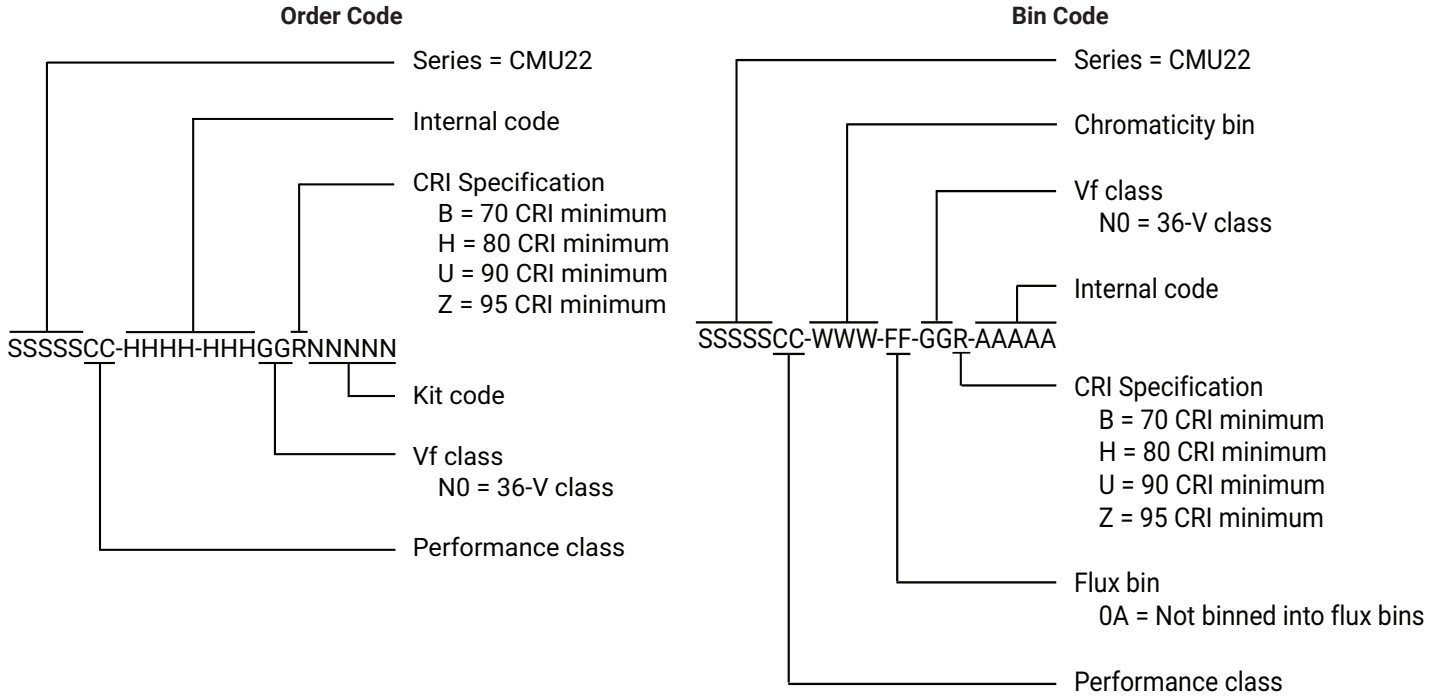 Order Code
Series = CMU22
Internal code
CRI Specification
B = 70 CRI minimum
H = 80 CRI minimum
U = 90 CRI minimum
Z = 95 CRI minimum
SSSSSCC-HHHH-HHHGGRNNNNN
Kit code
Vf class
N0 = 36-V class
Performance class
Bin Code
Series = CMU22
Chromaticity bin
Vf class
N0 = 36-V class
Internal code
SSSSSCC-WWW-FF-GGR-AAAAA
CRI Specification
B = 70 CRI minimum
H = 80 CRI minimum
U = 90 CRI minimum
Z = 95 CRI minimum
Flux bin
0A = Not binned into flux bins
Performance class